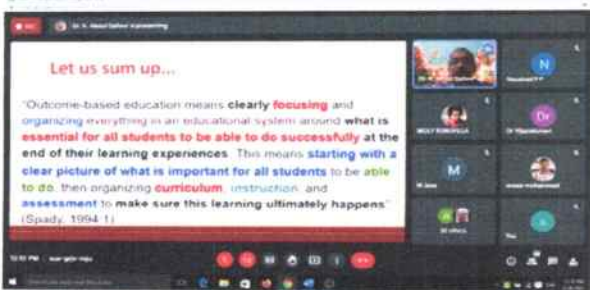 Let us sum up...
"Outcome-based education means clearly focusing and
organizing everything in an educational system around what is
essential for all students to be able to do successfully at the
end of their learning experiences. This means starting with a
clear picture of what is important for all students to be able
to do, then organizing curriculum, instruction, and
assessment to make sure this learning ultimately happens"
(Spady, 1994:1)
N
Dr
M
M Jose
A
You